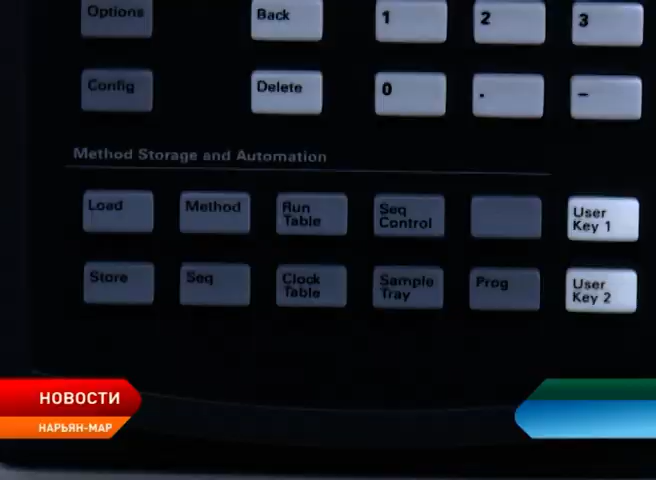 Options
Back
1
2
3
Config
Delete
0
.
–
Method Storage and Automation
Load
Method
Run
Table
Seq
Control
User
Key 1
Store
Seq
Clock
Table
Sample
Tray
Prog
User
Key 2
НОВОСТИ
НАРЬЯН-МАР